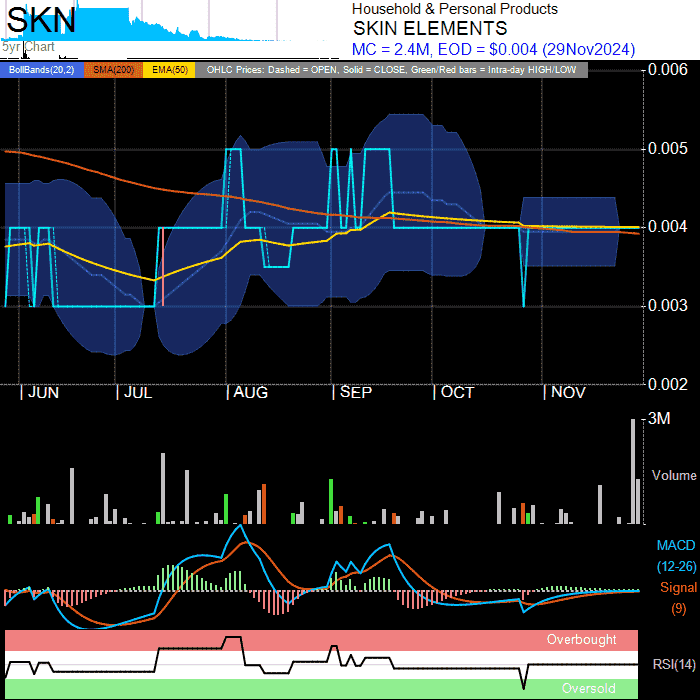 SKN
5yr Chart
Household & Personal Products
SKIN ELEMENTS
MC = 2.4M, EOD = $0.004 (29Nov2024)
BollBands(20,2) SMA(200) EMA(50) OHLC Prices: Dashed = OPEN, Solid = CLOSE, Green/Red bars = Intra-day HIGH/LOW
0.006
0.005
0.004
0.003
0.002
| JUN | JUL | AUG | SEP | OCT | NOV
3M
Volume
MACD
(12-26)
Signal
(9)
Overbought
RSI(14)
Oversold